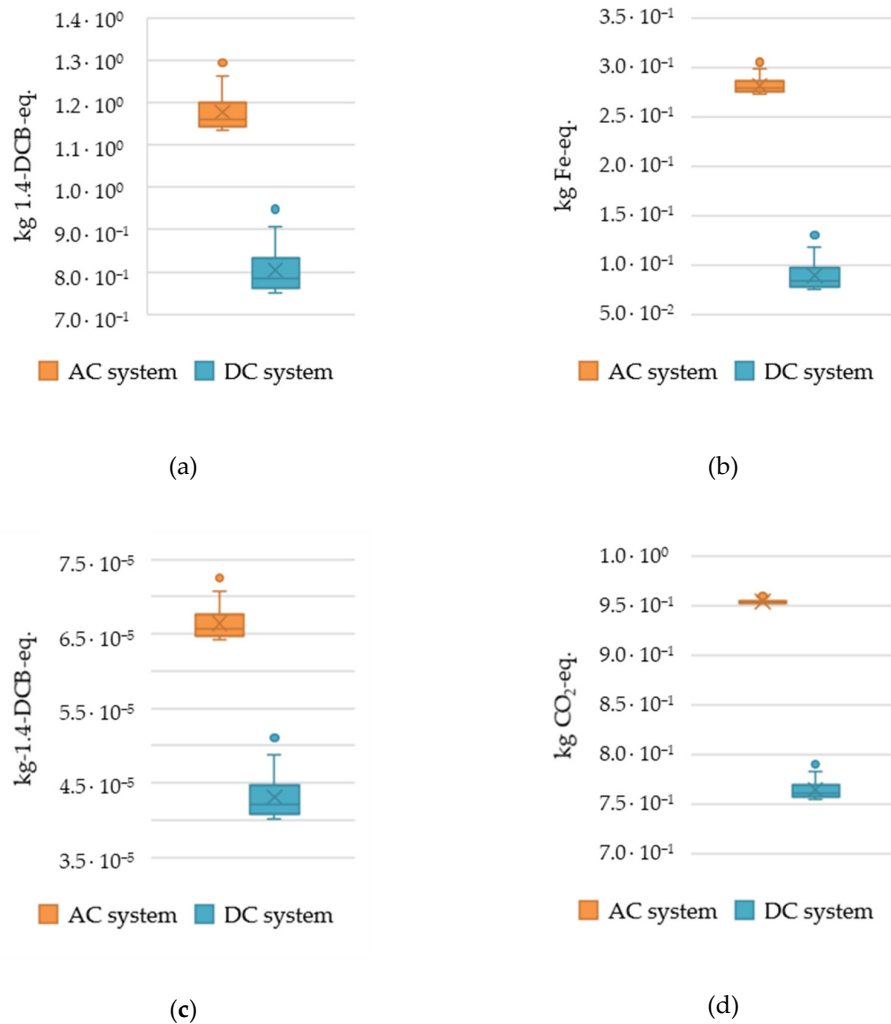 1.4· 10⁰
1.3· 10⁰
1.2· 10⁰
1.1· 10⁰
1.0· 10⁰
9.0· 10⁻¹
8.0· 10⁻¹
7.0· 10⁻¹
kg 1.4-DCB-eq.
AC system DC system
(a)
3.5· 10⁻¹
3.0· 10⁻¹
2.5· 10⁻¹
2.0· 10⁻¹
1.5· 10⁻¹
1.0· 10⁻¹
5.0· 10⁻²
kg Fe-eq.
AC system DC system
(b)
7.5· 10⁻⁵
6.5· 10⁻⁵
5.5· 10⁻⁵
4.5· 10⁻⁵
3.5· 10⁻⁵
kg-1.4-DCB-eq.
AC system DC system
(c)
1.0· 10⁰
9.5· 10⁻¹
9.0· 10⁻¹
8.5· 10⁻¹
8.0· 10⁻¹
7.5· 10⁻¹
7.0· 10⁻¹
kg CO₂-eq.
AC system DC system
(d)